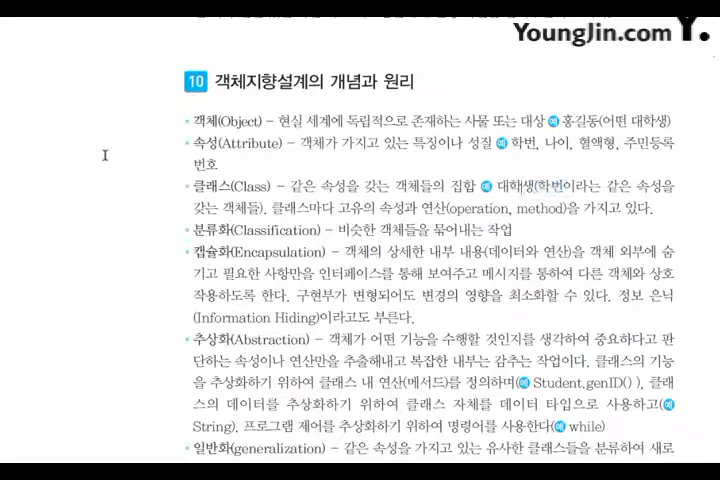 YoungJin.com Y.
10 객체지향설계의 개념과 원리
• 객체(Object) - 현실 세계에 독립적으로 존재하는 사물 또는 대상 예 홍길동(어떤 대학생)
• 속성(Attribute) - 객체가 가지고 있는 특징이나 성질 예 학번, 나이, 혈액형, 주민등록
번호
• 클래스(Class) - 같은 속성을 갖는 객체들의 집합 예 대학생(학번이라는 같은 속성을
갖는 객체들). 클래스마다 고유의 속성과 연산(operation, method)을 가지고 있다.
• 분류화(Classification) - 비슷한 객체들을 묶어내는 작업
• 캡슐화(Encapsulation) - 객체의 상세한 내부 내용(데이터와 연산)을 객체 외부에 숨
기고 필요한 사항만을 인터페이스를 통해 보여주고 메시지를 통하여 다른 객체와 상호
작용하도록 한다. 구현부가 변형되어도 변경의 영향을 최소화할 수 있다. 정보 은닉
(Information Hiding)이라고도 부른다.
• 추상화(Abstraction) - 객체가 어떤 기능을 수행할 것인지를 생각하여 중요하다고 판
단하는 속성이나 연산만을 추출해내고 복잡한 내부는 감추는 작업이다. 클래스의 기능
을 추상화하기 위하여 클래스 내 연산(메서드)를 정의하며(예 Student.genID( ) ), 클래
스의 데이터를 추상화하기 위하여 클래스 자체를 데이터 타입으로 사용하고(예
String), 프로그램 제어를 추상화하기 위하여 명령어를 사용한다(예 while)
• 일반화(generalization) - 같은 속성을 가지고 있는 유사한 클래스들을 분류하여 새로